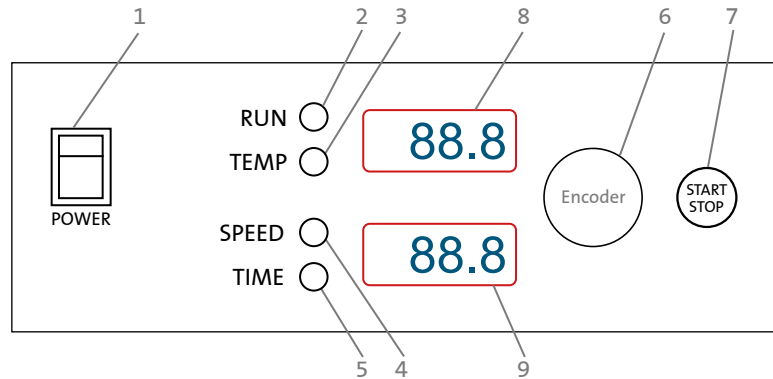 1 2 3 8 6 7
RUN 88.8
TEMP
Encoder START
STOP
POWER
SPEED 88.8
TIME
5 4 9